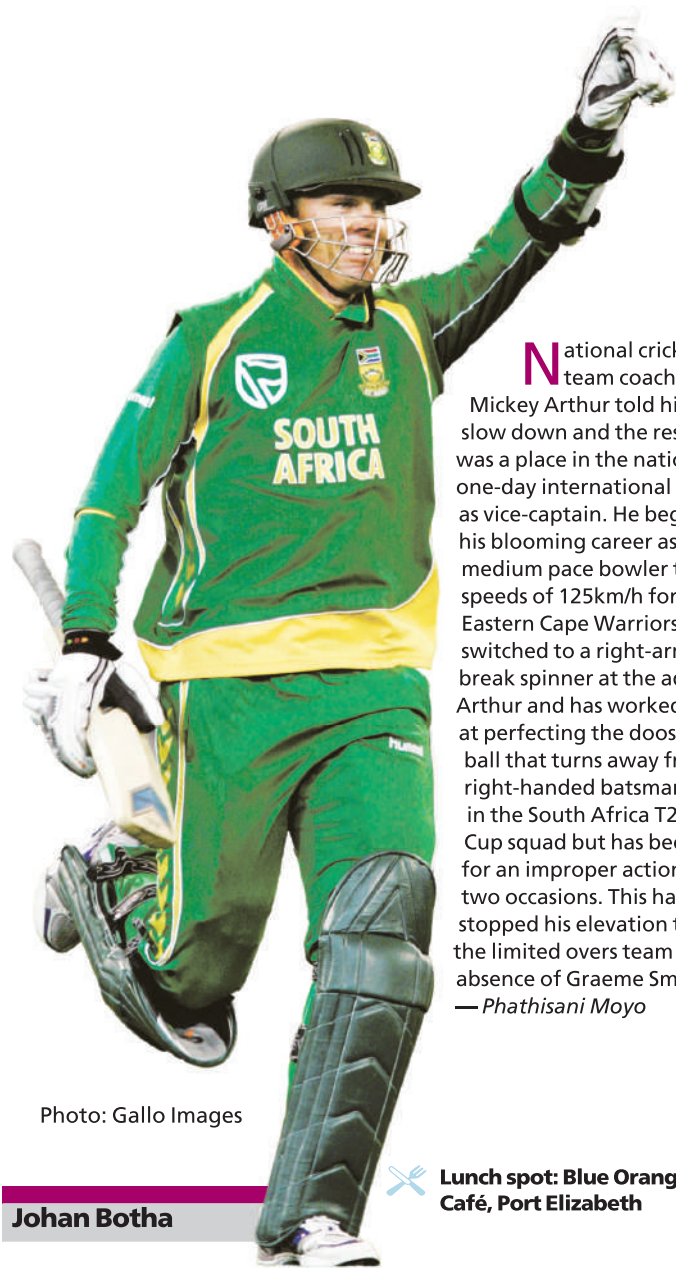 SOUTH
AFRICA
hummel
National crick
team coach
Mickey Arthur told hi
slow down and the res
was a place in the natio
one-day international
as vice-captain. He beg
his blooming career as
medium pace bowler t
speeds of 125km/h for
Eastern Cape Warriors
switched to a right-arr
break spinner at the ad
Arthur and has worked
at perfecting the doos
ball that turns away fr
right-handed batsman
in the South Africa T2
Cup squad but has bee
for an improper action
two occasions. This ha
stopped his elevation t
the limited overs team
absence of Graeme Sm
— Phathisani Moyo
Photo: Gallo Images
Lunch spot: Blue Orang
Café, Port Elizabeth
Johan Botha